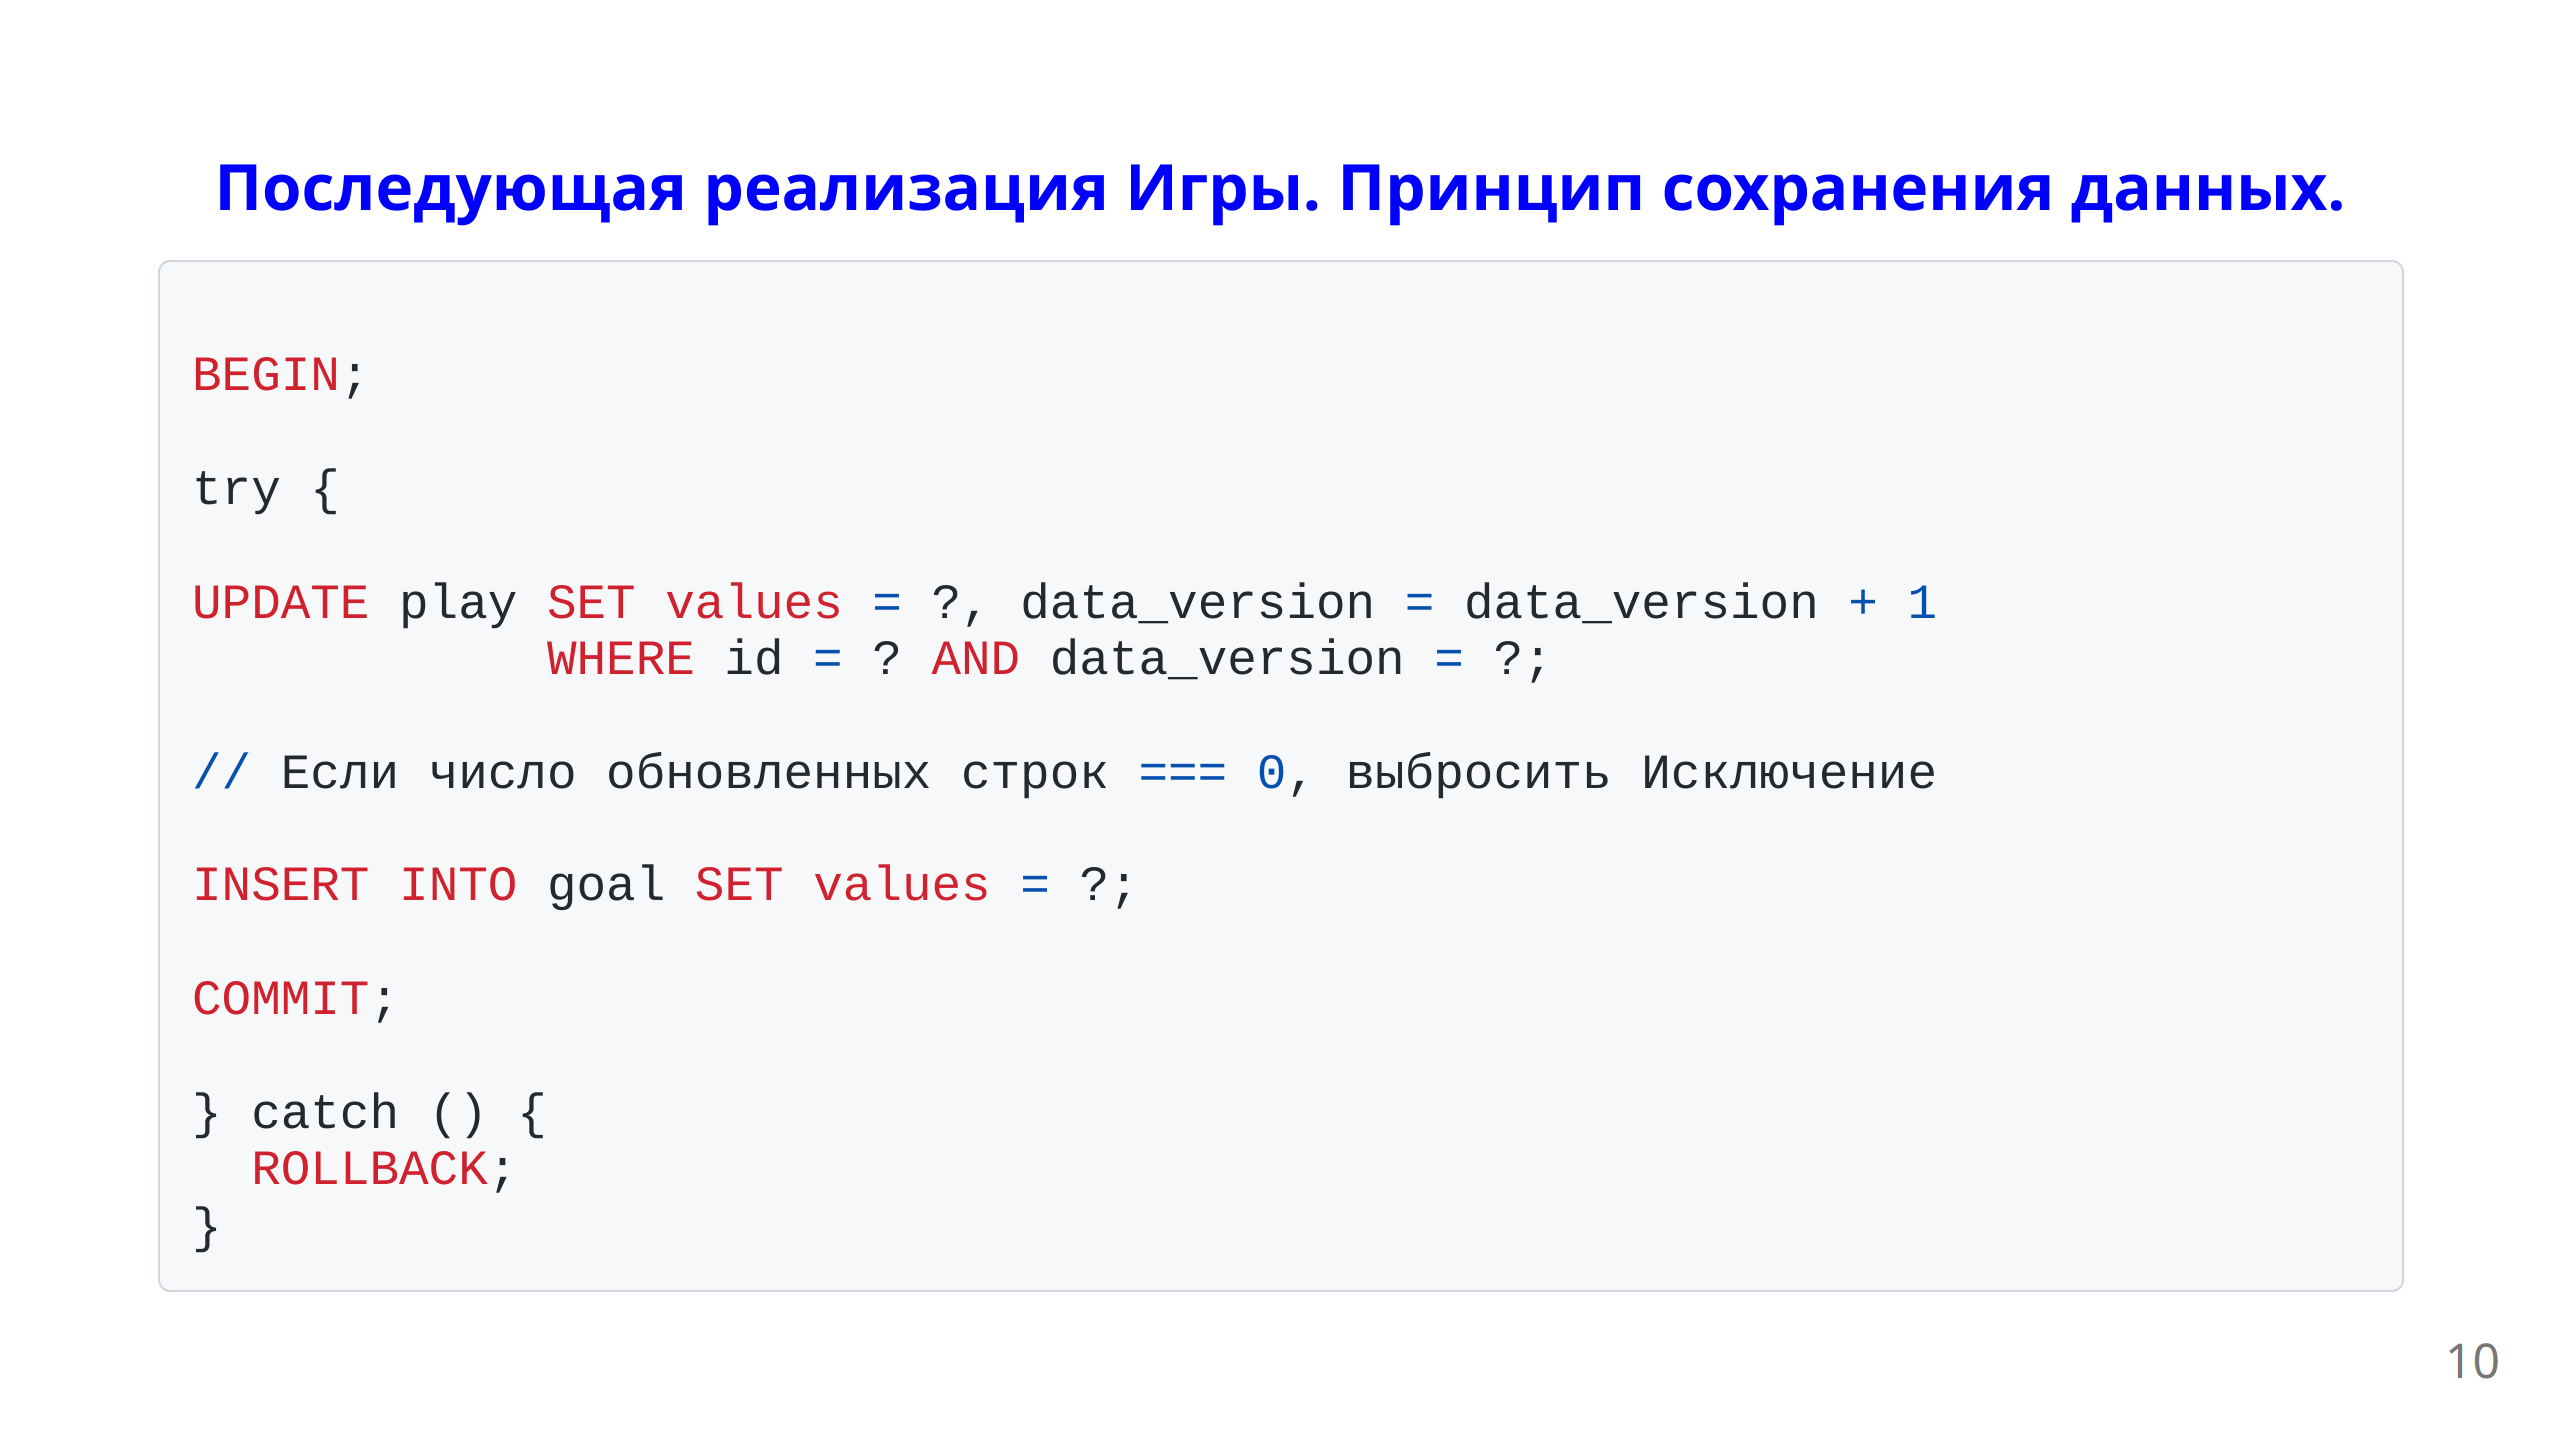 Последующая реализация Игры. Принцип сохранения данных.
BEGIN;
try {
UPDATE play SET values = ?, data_version = data_version + 1
WHERE id = ? AND data_version = ?;
// Если число обновленных строк === 0, выбросить Исключение
INSERT INTO goal SET values = ?;
COMMIT;
} catch () {
ROLLBACK;
}
10